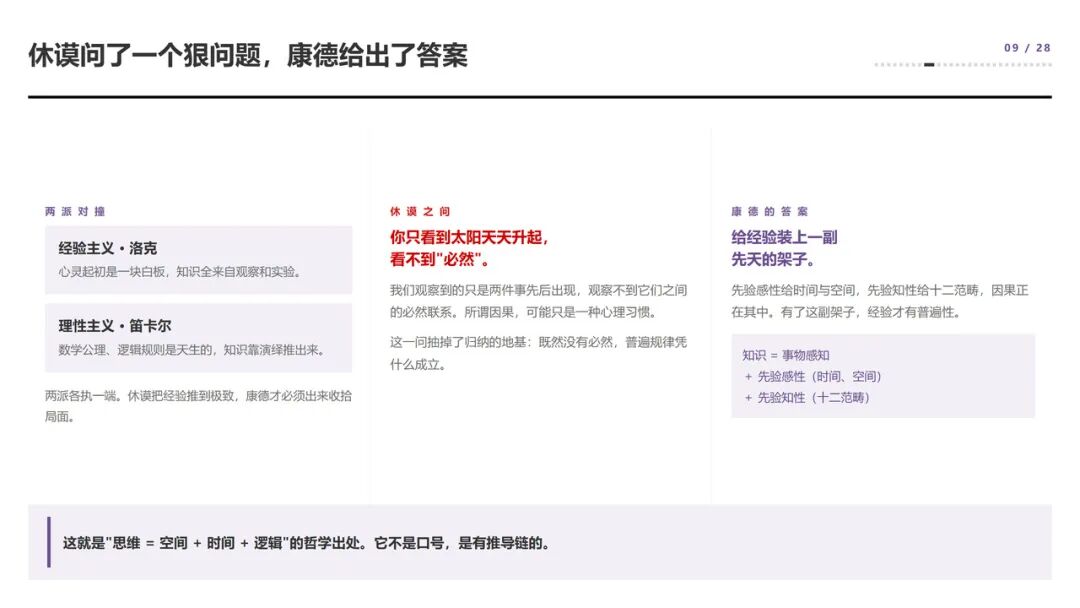 休谟问了一个狠问题，康德给出了答案
09 / 28
两派对撞
经验主义·洛克
心灵起初是一块白板，知识全来自观察和实验。
理性主义·笛卡尔
数学公理、逻辑规则是天生的，知识靠演绎推出来。
两派各执一端。休谟把经验推到极致，康德才必须出来收拾
局面。
休谟之问
你只看到太阳天天升起，
看不到"必然"。
我们观察到的只是两件事先后出现，观察不到它们之间
的必然联系。所谓因果，可能只是一种心理习惯。
这一问抽掉了归纳的地基：既然没有必然，普遍规律凭
什么成立。
康德的答案
给经验装上一副
先天的架子。
先验感性给时间与空间，先验知性给十二范畴，因果正
在其中。有了这副架子，经验才有普遍性。
知识 = 事物感知
+ 先验感性（时间、空间）
+ 先验知性（十二范畴）
这就是"思维 = 空间 + 时间 + 逻辑"的哲学出处。它不是口号，是有推导链的。